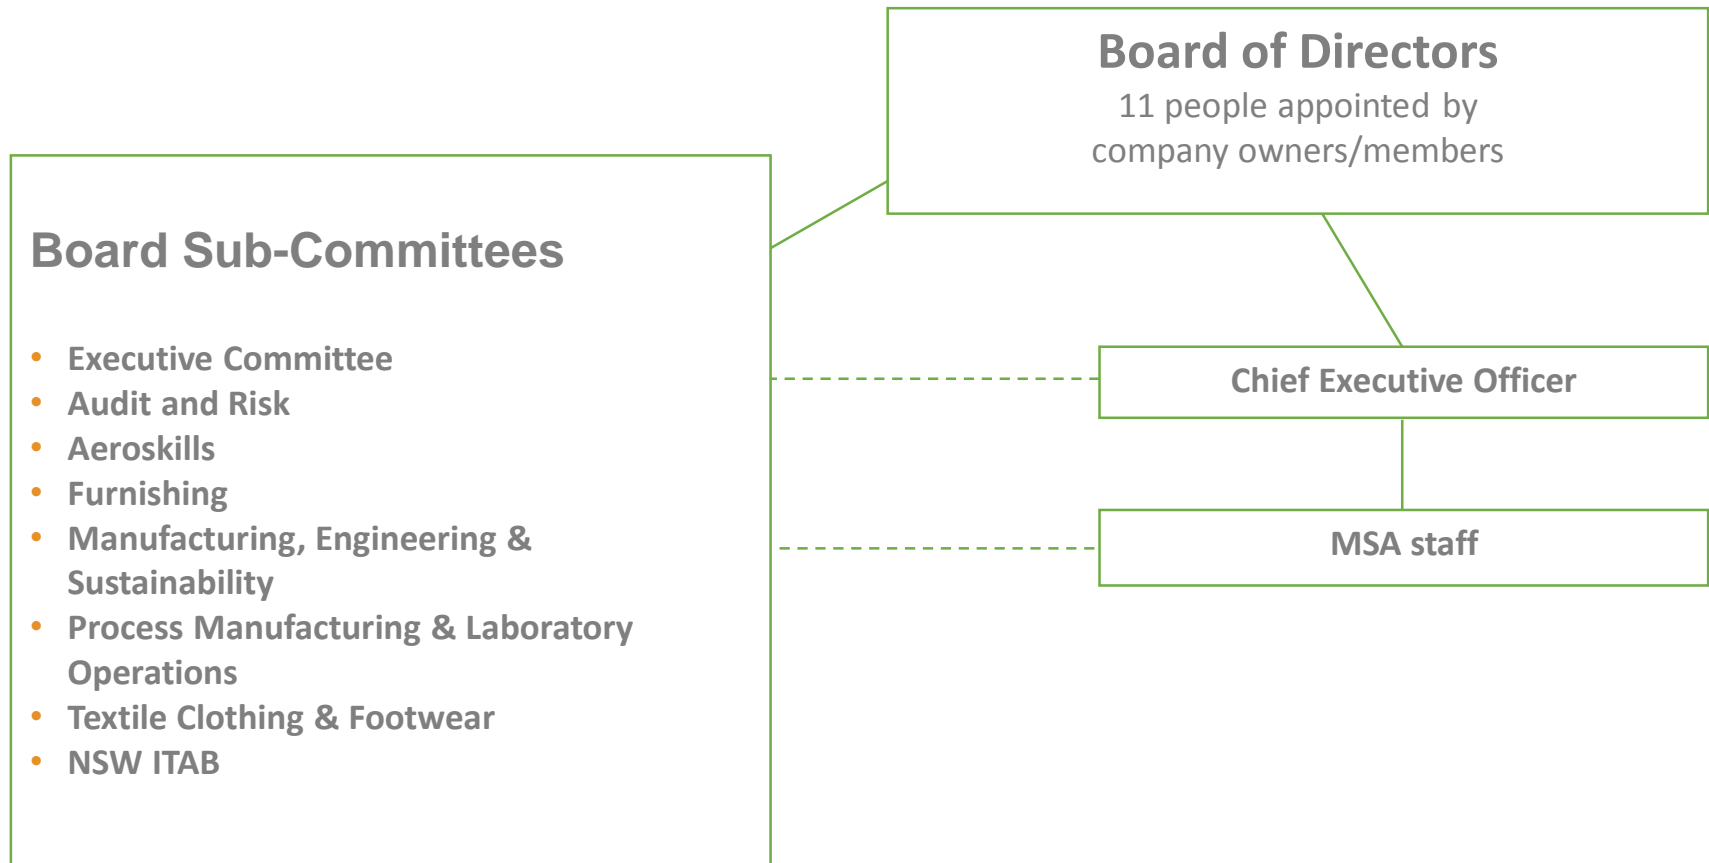 Board of Directors
11 people appointed by
company owners/members
Board Sub-Committees
• Executive Committee
• Audit and Risk
• Aeroskills
• Furnishing
• Manufacturing, Engineering &
Sustainability
• Process Manufacturing & Laboratory
Operations
• Textile Clothing & Footwear
• NSW ITAB
Chief Executive Officer
MSA staff